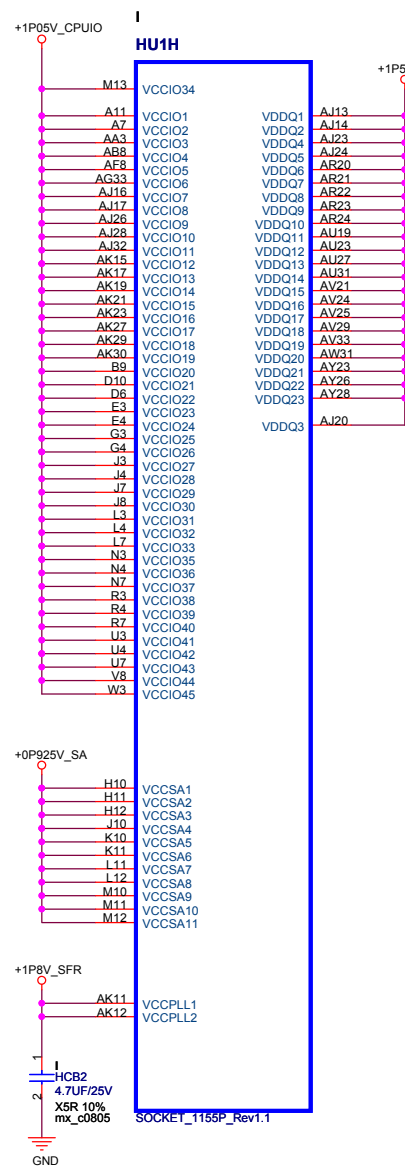 I
HU1H
+1P05V_CPUIO
M13 VCCIO34
A11 VCCIO1
A7 VCCIO2
AA3 VCCIO3
AB8 VCCIO4
AF8 VCCIO5
AG33 VCCIO6
AJ16 VCCIO7
AJ17 VCCIO8
AJ26 VCCIO9
AJ28 VCCIO10
AJ32 VCCIO11
AK15 VCCIO12
AK17 VCCIO13
AK19 VCCIO14
AK21 VCCIO15
AK23 VCCIO16
AK27 VCCIO17
AK29 VCCIO18
AK30 VCCIO19
B9 VCCIO20
D10 VCCIO21
D6 VCCIO22
E3 VCCIO23
E4 VCCIO24
G3 VCCIO25
G4 VCCIO26
J3 VCCIO27
J4 VCCIO28
J7 VCCIO29
J8 VCCIO30
L3 VCCIO31
L4 VCCIO32
L7 VCCIO33
N3 VCCIO35
N4 VCCIO36
N7 VCCIO37
R3 VCCIO38
R4 VCCIO39
R7 VCCIO40
U3 VCCIO41
U4 VCCIO42
U7 VCCIO43
V8 VCCIO44
W3 VCCIO45
+0P925V_SA
H10 VCCSA1
H11 VCCSA2
H12 VCCSA3
J10 VCCSA4
K10 VCCSA5
K11 VCCSA6
L11 VCCSA7
L12 VCCSA8
M10 VCCSA9
M11 VCCSA10
M12 VCCSA11
+1P8V_SFR
AK11 VCCPLL1
AK12 VCCPLL2
1
2
I
HCB2
4.7UF/25V
X5R 10%
mx_c0805
GND
+1P5
VDDQ1 AJ13
VDDQ2 AJ14
VDDQ4 AJ23
VDDQ5 AJ24
VDDQ6 AR20
VDDQ7 AR21
VDDQ8 AR22
VDDQ9 AR23
VDDQ10 AR24
VDDQ11 AU19
VDDQ12 AU23
VDDQ13 AU27
VDDQ14 AU31
VDDQ15 AV21
VDDQ16 AV24
VDDQ17 AV25
VDDQ18 AV29
VDDQ19 AV33
VDDQ20 AW31
VDDQ21 AY23
VDDQ22 AY26
VDDQ23 AY28
VDDQ3 AJ20
SOCKET_1155P_Rev1.1